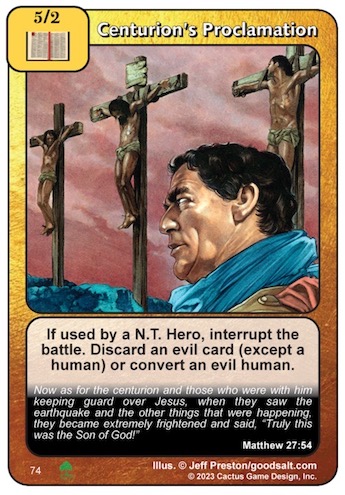 5/2
Centurion's Proclamation
If used by a N.T. Hero, interrupt the
battle. Discard an evil card (except a
human) or convert an evil human.
Now as for the centurion and those who were with him
keeping guard over Jesus, when they saw the
earthquake and the other things that were happening,
they became extremely frightened and said, "Truly this
was the Son of God!"
Matthew 27:54
74
Illus. © Jeff Preston/goodsalt.com
© 2023 Cactus Game Design, Inc.